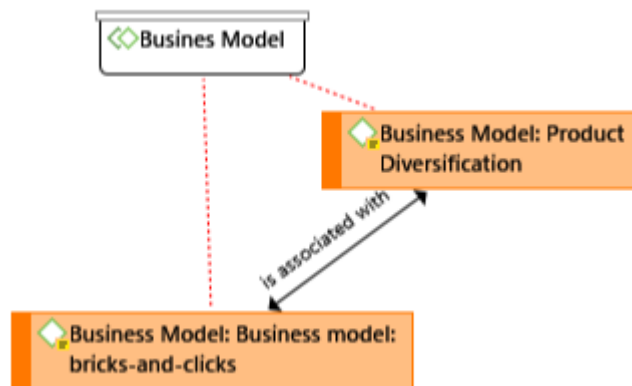 Busines Model
Business Model: Product
Diversification
is associated with
Business Model: Business model:
bricks-and-clicks